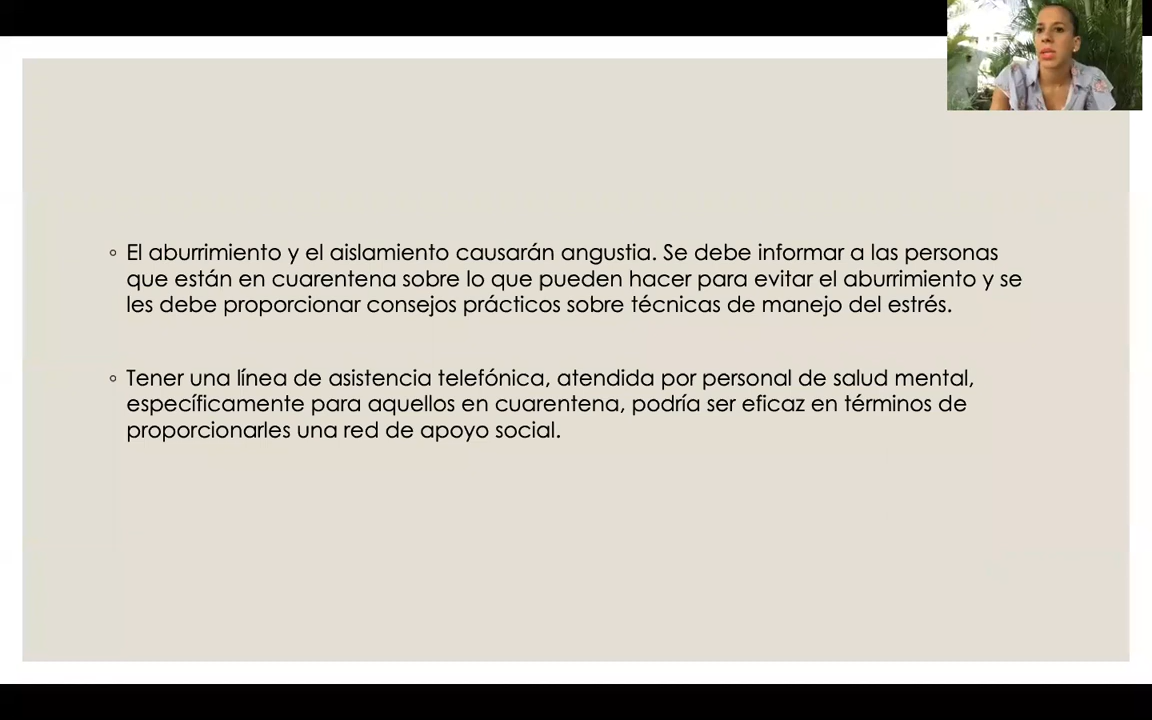 El aburrimiento y el aislamiento causarán angustia. Se debe informar a las personas
que están en cuarentena sobre lo que pueden hacer para evitar el aburrimiento y se
les debe proporcionar consejos prácticos sobre técnicas de manejo del estrés.
Tener una línea de asistencia telefónica, atendida por personal de salud mental,
específicamente para aquellos en cuarentena, podría ser eficaz en términos de
proporcionarles una red de apoyo social.